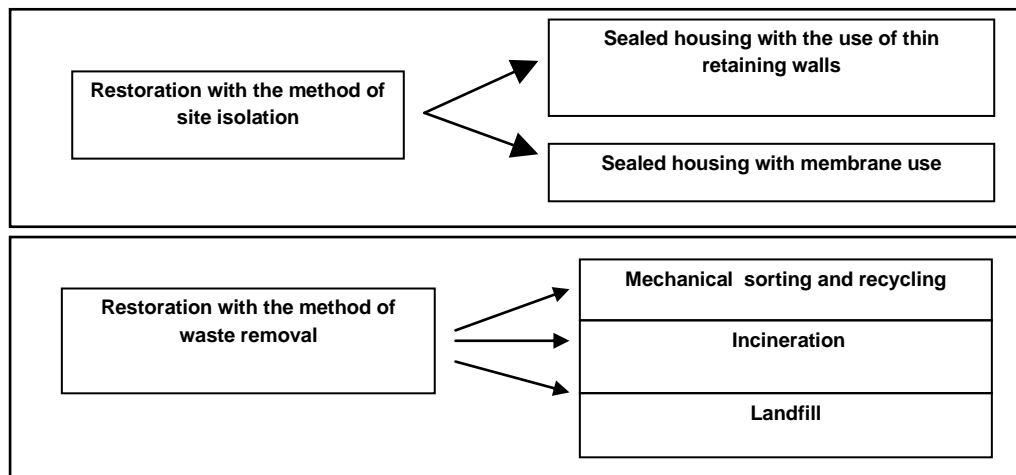 Sealed housing with the use of thin
retaining walls
Restoration with the method of
site isolation
Sealed housing with membrane use
Mechanical sorting and recycling
Restoration with the method of
waste removal
Incineration
Landfill